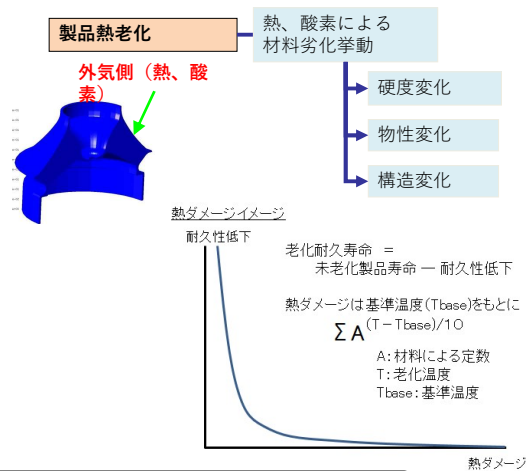 製品熱老化
熱、酸素による
材料劣化挙動
外気側（熱、酸
素）
硬度変化
物性変化
構造変化
熱ダメージイメージ
耐久性低下
老化耐久寿命 =
未老化製品寿命 ー 耐久性低下
熱ダメージは基準温度(Tbase)をもとに
ΣA(T-Tbase)/10
A:材料による定数
T:老化温度
Tbase:基準温度
熱ダメージ